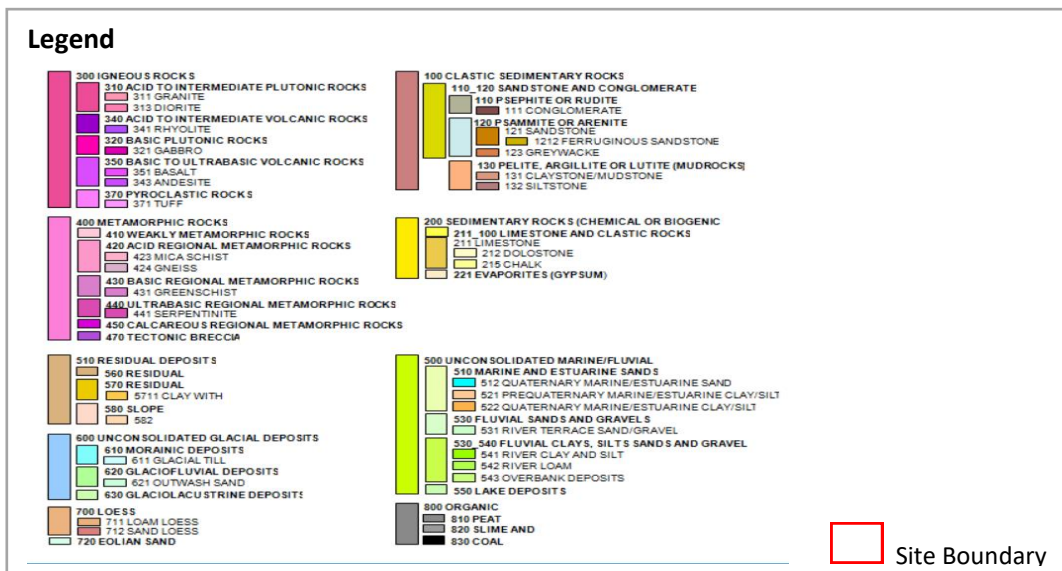 Legend
300 IGNEOUS ROCKS
310 ACID TO INTERMEDIATE PLUTONIC ROCKS
311 GRANITE
313 DIORITE
340 ACID TO INTERMEDIATE VOLCANIC ROCKS
341 RHYOLITE
320 BASIC PLUTONIC ROCKS
321 GABBRO
350 BASIC TO ULTRABASIC VOLCANIC ROCKS
351 BASALT
343 ANDESITE
370 PYROCLASTIC ROCKS
371 TUFF
400 METAMORPHIC ROCKS
410 WEAKLY METAMORPHIC ROCKS
420 ACID REGIONAL METAMORPHIC ROCKS
423 MICA SCHIST
424 GNEISS
430 BASIC REGIONAL METAMORPHIC ROCKS
431 GREENSCHIST
440 ULTRABASIC REGIONAL METAMORPHIC ROCKS
441 SERPENTINITE
450 CALCAREOUS REGIONAL METAMORPHIC ROCKS
470 TECTONIC BRECCIA
510 RESIDUAL DEPOSITS
560 RESIDUAL
570 RESIDUAL
5711 CLAY WITH
580 SLOPE
582
600 UNCONSOLIDATED GLACIAL DEPOSITS
610 MORAINIC DEPOSITS
611 GLACIAL TILL
620 GLACIOFLUVIAL DEPOSITS
621 OUTWASH SAND
630 GLACIOLACUSTRINE DEPOSITS
700 LOESS
711 LOAM LOESS
712 SAND LOESS
720 EOLIAN SAND
100 CLASTIC SEDIMENTARY ROCKS
110_120 SANDSTONE AND CONGLOMERATE
110 PSEPHITE OR RUDITE
111 CONGLOMERATE
120 PSAMMITE OR ARENITE
121 SANDSTONE
1212 FERRUGINOUS SANDSTONE
123 GREYWACKE
130 PELITE, ARGILLITE OR LUTITE (MUDROCKS)
131 CLAYSTONE/MUDSTONE
132 SILTSTONE
200 SEDIMENTARY ROCKS (CHEMICAL OR BIOGENIC
211_100 LIMESTONE AND CLASTIC ROCKS
211 LIMESTONE
212 DOLOSTONE
215 CHALK
221 EVAPORITES (GYPSUM)
500 UNCONSOLIDATED MARINE/FLUVIAL
510 MARINE AND ESTUARINE SANDS
512 QUATERNARY MARINE/ESTUARINE SAND
521 PREQUATERNARY MARINE/ESTUARINE CLAY/SILT
522 QUATERNARY MARINE/ESTUARINE CLAY/SILT
530 FLUVIAL SANDS AND GRAVELS
531 RIVER TERRACE SAND/GRAVEL
530_540 FLUVIAL CLAYS, SILTS SANDS AND GRAVEL
541 RIVER CLAY AND SILT
542 RIVER LOAM
543 OVERBANK DEPOSITS
550 LAKE DEPOSITS
800 ORGANIC
810 PEAT
820 SLIME AND
830 COAL
Site Boundary